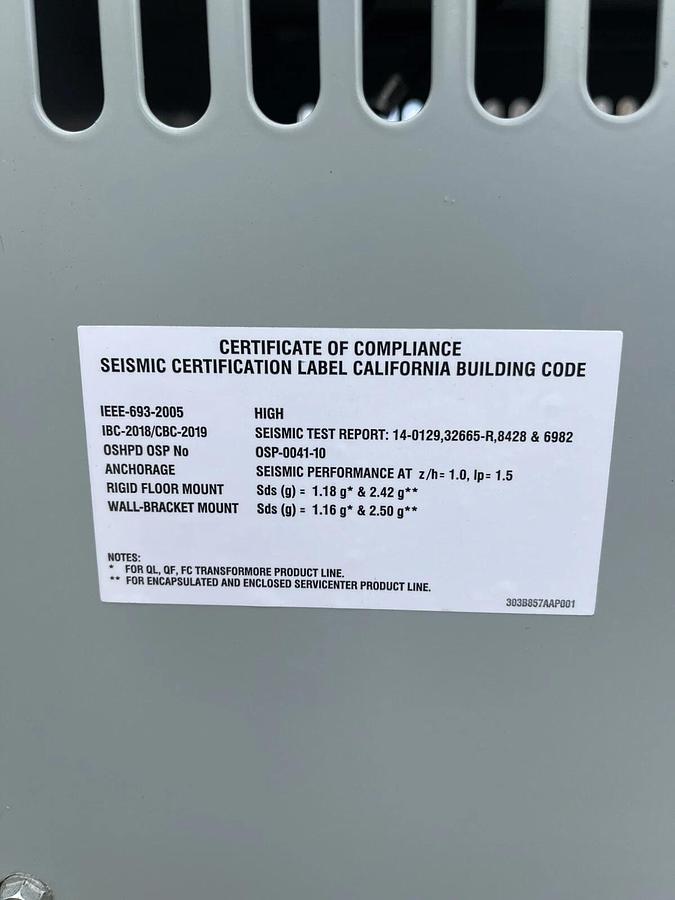 CERTIFICATE OF COMPLIANCE
SEISMIC CERTIFICATION LABEL CALIFORNIA BUILDING CODE
IEEE-693-2005 HIGH
IBC-2018/CBC-2019 SEISMIC TEST REPORT: 14-0129,32665-R,8428 & 6982
OSHPD OSP No OSP-0041-10
ANCHORAGE SEISMIC PERFORMANCE AT z/h= 1.0, Ip= 1.5
RIGID FLOOR MOUNT Sds (g) = 1.18 g* & 2.42 g**
WALL-BRACKET MOUNT Sds (g) = 1.16 g* & 2.50 g**
NOTES:
* FOR QL, QF, FC TRANSFORMORE PRODUCT LINE.
** FOR ENCAPSULATED AND ENCLOSED SERVICENTER PRODUCT LINE.
303B857AAP001